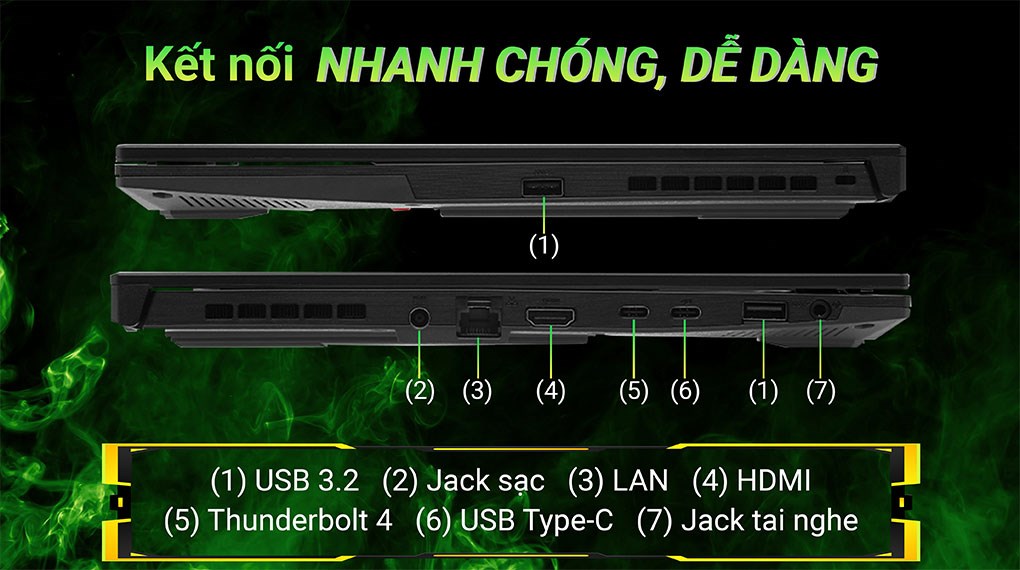 Kết nối NHANH CHÓNG, DỄ DÀNG
(1)
(2) (3) (4) (5) (6) (1) (7)
(1) USB 3.2 (2) Jack sạc (3) LAN (4) HDMI
(5) Thunderbolt 4 (6) USB Type-C (7) Jack tai nghe